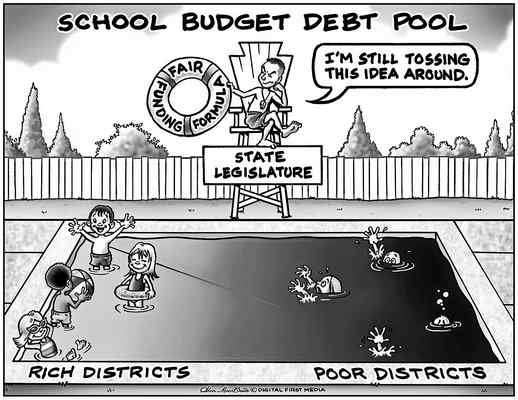 SCHOOL BUDGET DEBT POOL
FAIR
FUNDING
FORMULA
I'M STILL TOSSING
THIS IDEA AROUND.
STATE
LEGISLATURE
RICH DISTRICTS
POOR DISTRICTS
© DIGITAL FIRST MEDIA